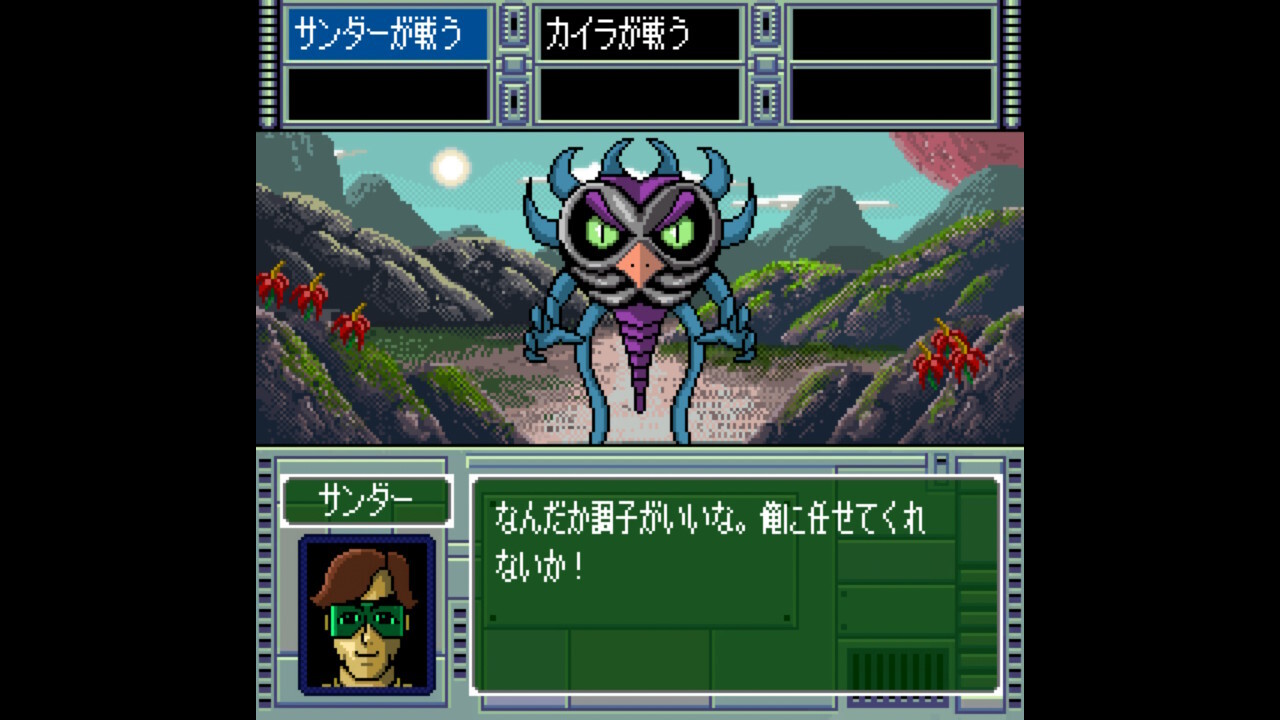 サンダーが戦う
カイラが戦う
サンダー
なんだか調子がいいな。俺に任せてくれ
ないか！